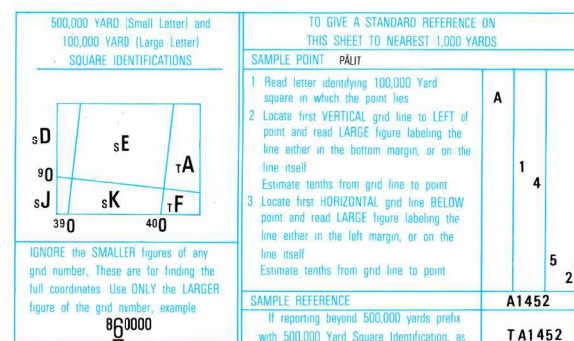 500,000 YARD (Small Letter) and
100,000 YARD (Large Letter)
SQUARE IDENTIFICATIONS
sD
sE
TA
90
sJ
sK
TF
390
400
IGNORE the SMALLER figures of any
grid number, These are for finding the
full coordinates Use ONLY the LARGER
figure of the grid number, example
860000
TO GIVE A STANDARD REFERENCE ON
THIS SHEET TO NEAREST 1,000 YARDS
SAMPLE POINT PĀLIT
1 Read letter identifying 100,000 Yard
square in which the point lies
A
2 Locate first VERTICAL grid line to LEFT of
point and read LARGE figure labeling the
line either in the bottom margin, or on the
line itself
1
Estimate tenths from grid line to point
4
3 Locate first HORIZONTAL grid line BELOW
point and read LARGE figure labeling the
line either in the left margin, or on the
line itself
5
Estimate tenths from grid line to point
2
SAMPLE REFERENCE
A1452
If reporting beyond 500,000 yards prefix
with 500,000 Yard Square Identification, as
TA1452